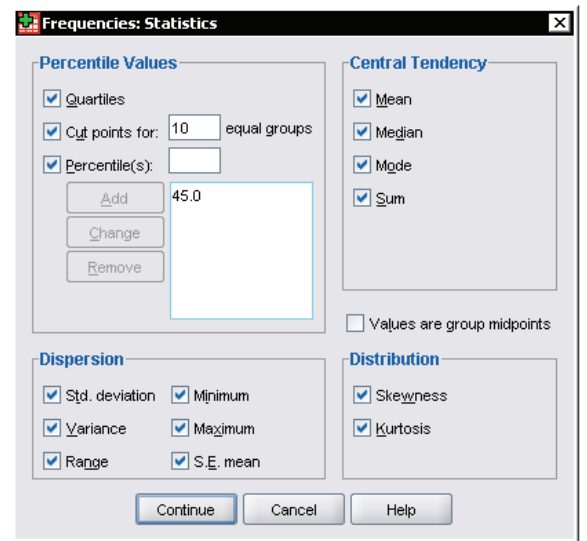 Frequencies: Statistics
Percentile Values
Quartiles
Cut points for: 10 equal groups
Percentile(s):
Add
Change
Remove
45.0
Central Tendency
Mean
Median
Mode
Sum
Values are group midpoints
Dispersion
Std. deviation Minimum
Variance Maximum
Range S.E. mean
Distribution
Skewness
Kurtosis
Continue Cancel Help